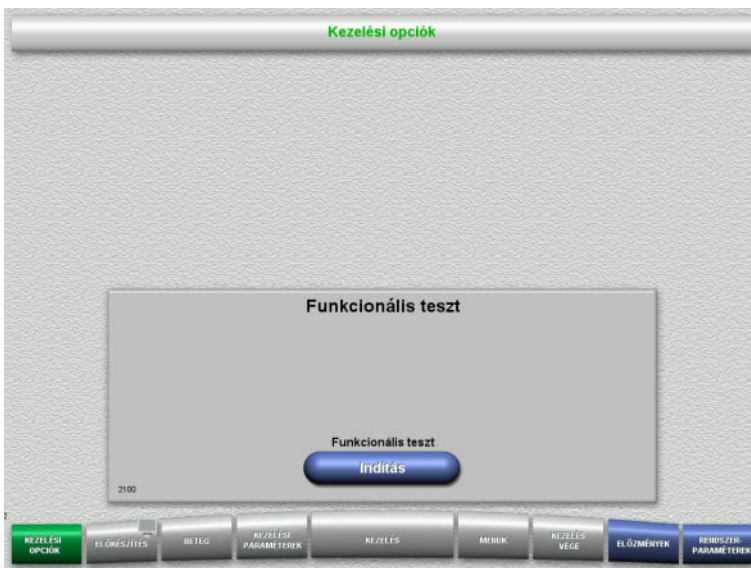 Kezelési opciók
Funkcionális teszt
Funkcionális teszt
Indítás
2100
KEZELÉSI
OPCIÓK
ELŐKÉSZÍTÉS
BETEG
KEZELÉSI
PARAMÉTEREK
KEZELÉS
MENÜK
KEZELÉS
VÉGE
ELŐZMÉNYEK
RENDSZER-
PARAMÉTEREK